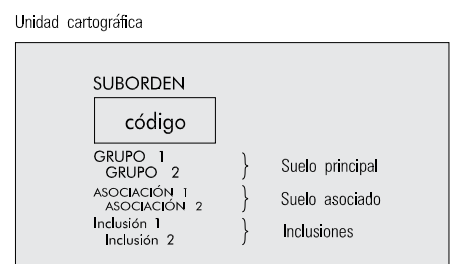 Unidad cartográfica
SUBORDEN
código
GRUPO 1
GRUPO 2
} Suelo principal
ASOCIACIÓN 1
ASOCIACIÓN 2
} Suelo asociado
Inclusión 1
Inclusión 2
} Inclusiones